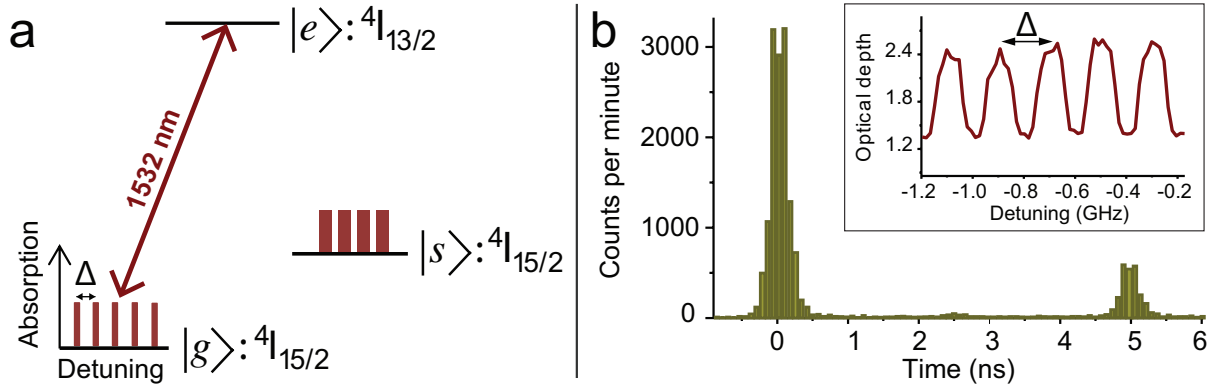 a
|e⟩: ⁴I₁₃/₂
1532 nm
|s⟩: ⁴I₁₅/₂
Absorption
Δ
|g⟩: ⁴I₁₅/₂
Detuning
b
Counts per minute
3000
2000
1000
0
0 1 2 3 4 5 6
Time (ns)
Δ
Optical depth
2.4
1.8
1.2
-1.2 -1.0 -0.8 -0.6 -0.4 -0.2
Detuning (GHz)